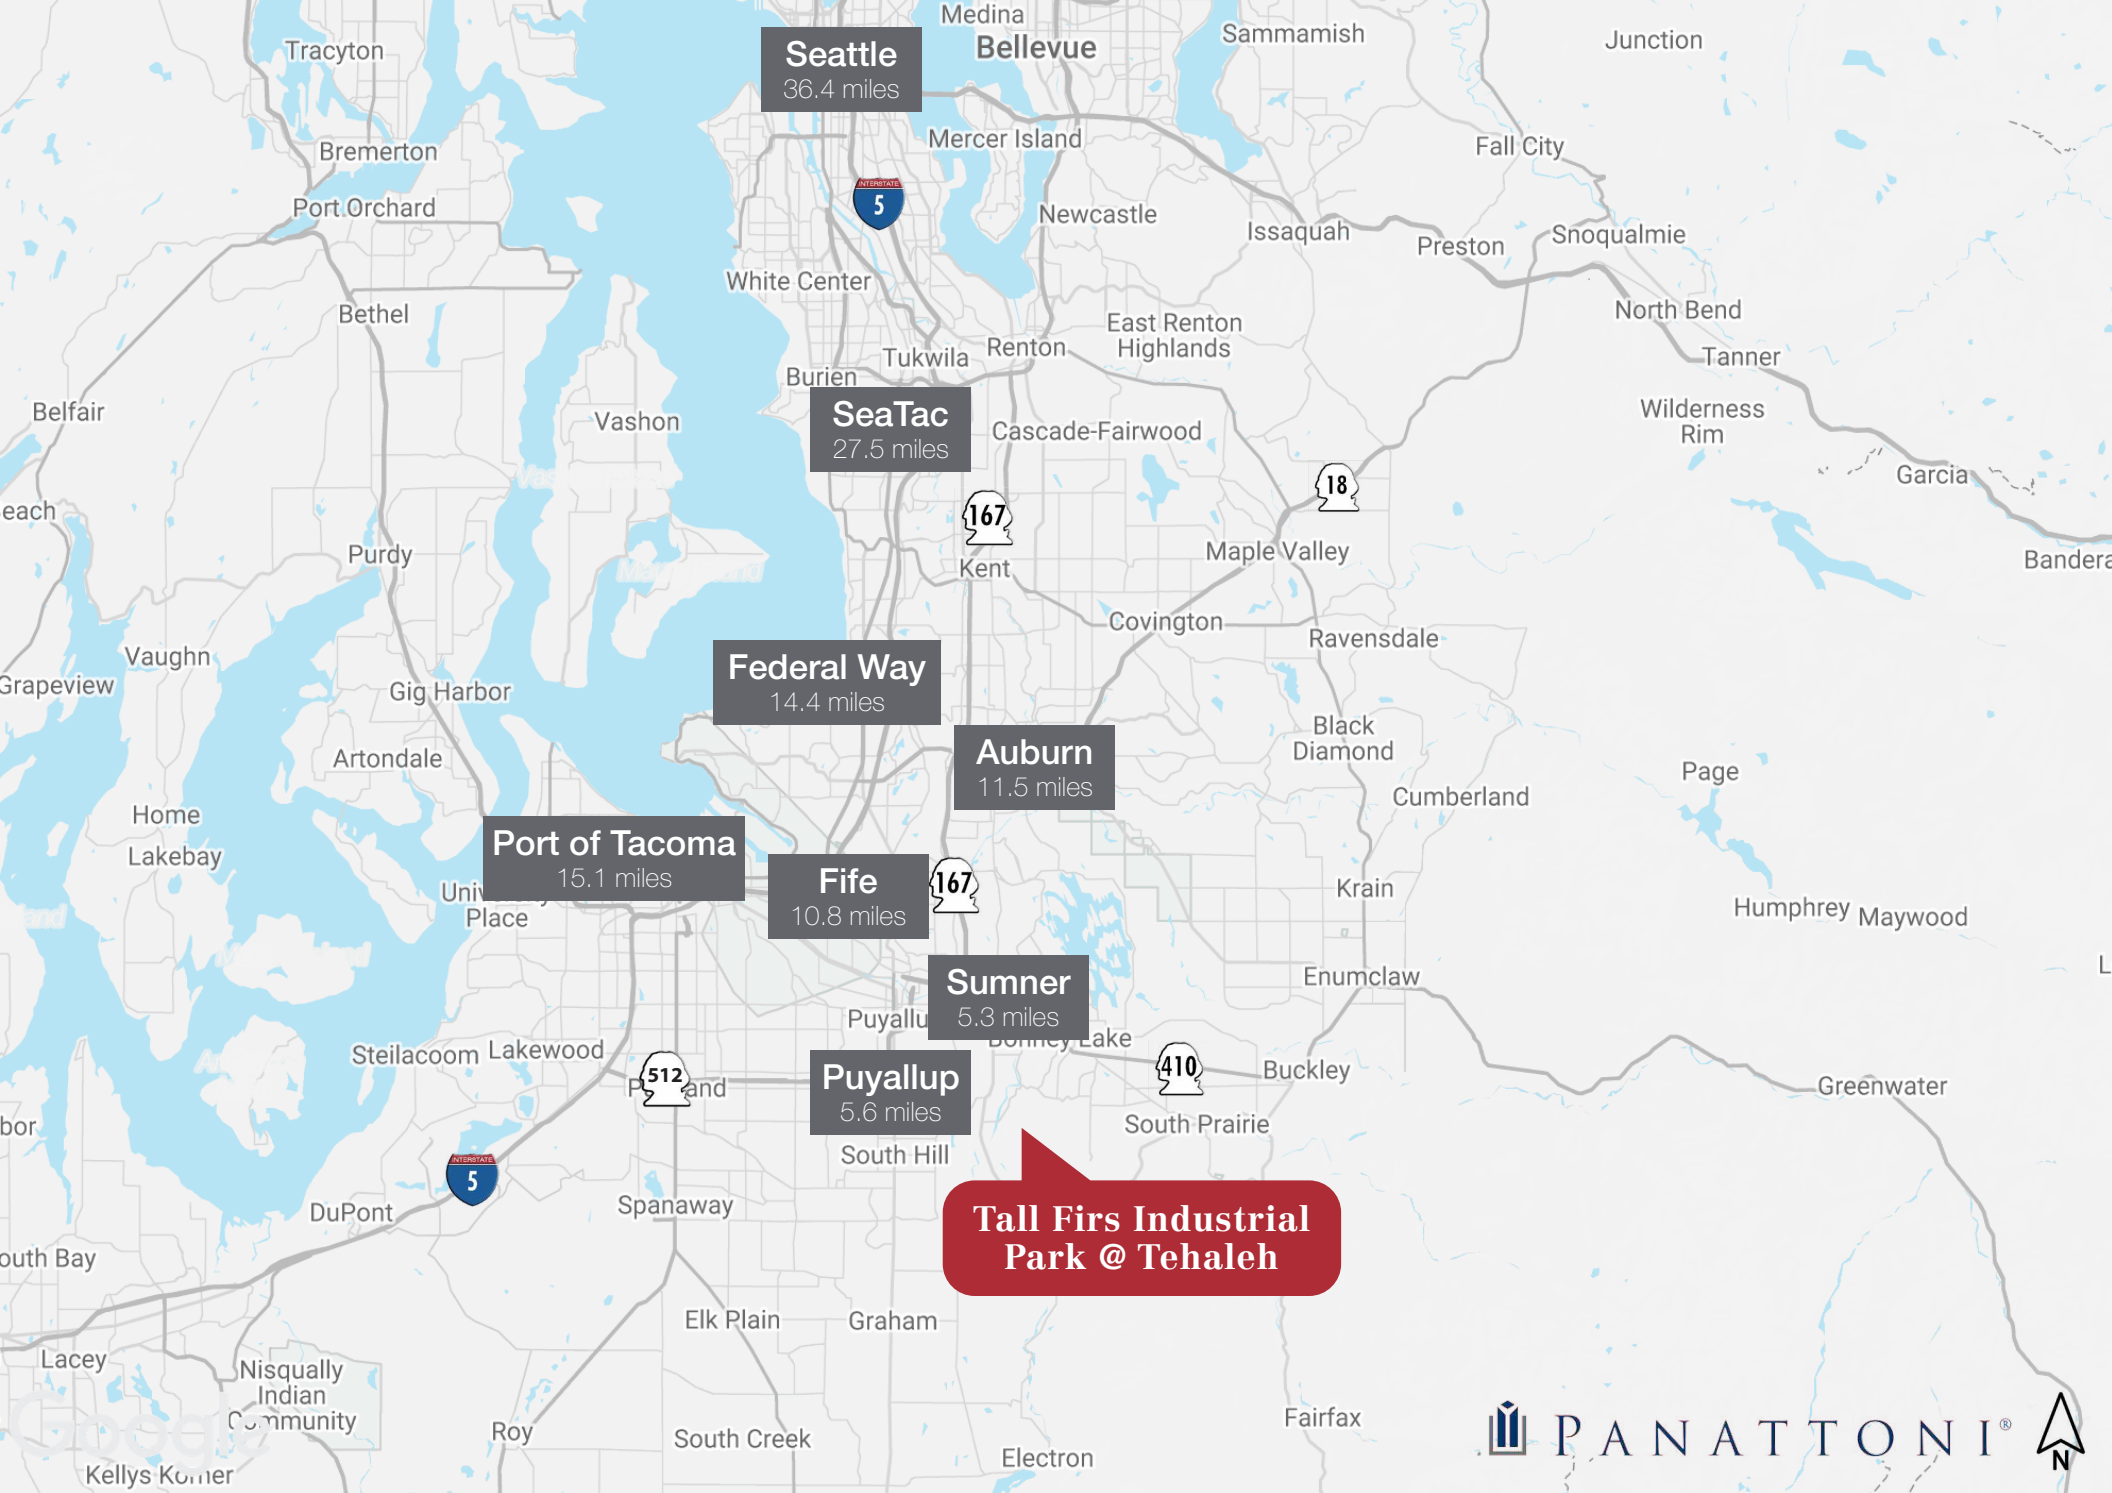 Medina
Tracyton
Seattle
36.4 miles
Bellevue
Sammamish
Junction
Bremerton
Mercer Island
Fall City
INTERSTATE
5
Port Orchard
Newcastle
Issaquah
Preston
Snoqualmie
White Center
Bethel
East Renton
Highlands
North Bend
Tukwila
Renton
Tanner
Burien
Belfair
Vashon
SeaTac
27.5 miles
Cascade-Fairwood
Wilderness
Rim
Garcia
18
each
167
Purdy
Kent
Maple Valley
Bandera
Covington
Ravensdale
Vaughn
Federal Way
14.4 miles
Grapeview
Gig Harbor
Black
Diamond
Artondale
Auburn
11.5 miles
Page
Home
Cumberland
Lakebay
Port of Tacoma
15.1 miles
Fife
10.8 miles
167
Krain
Place
Humphrey
Maywood
Enumclaw
L
Sumner
5.3 miles
Puyallu
Lake
Steilacoom
Lakewood
512
and
Puyallup
5.6 miles
410
Buckley
Greenwater
bor
South Prairie
South Hill
INTERSTATE
5
DuPont
Spanaway
Tall Firs Industrial
Park @ Tehaleh
outh Bay
Elk Plain
Graham
Lacey
Nisqually
Indian
Community
Google
Roy
South Creek
Fairfax
PANATTONI®
N
Electron
Kellys Korner